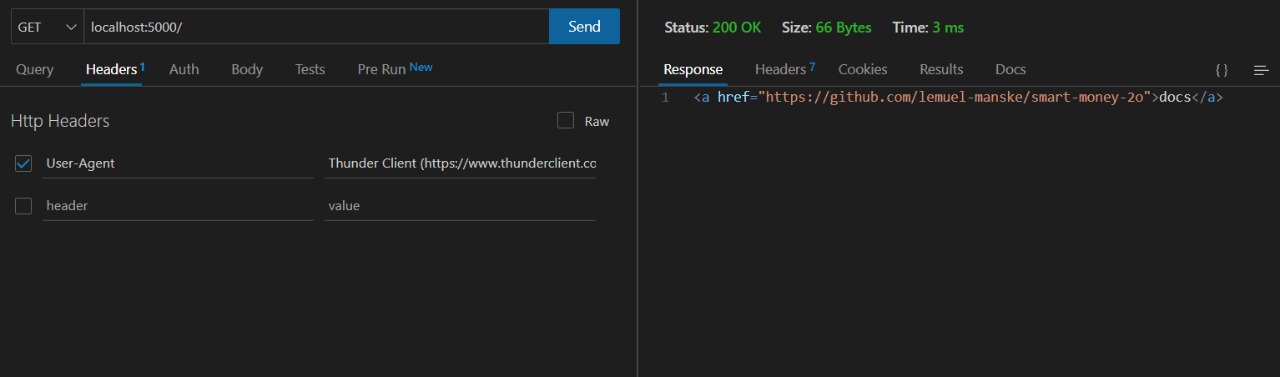 GET localhost:5000/ Send
Status: 200 OK Size: 66 Bytes Time: 3 ms
Query Headers 1 Auth Body Tests Pre Run New
Response Headers 7 Cookies Results Docs { }
1 <a href="https://github.com/lemuel-manske/smart-money-2o">docs</a>
Http Headers Raw
User-Agent Thunder Client (https://www.thunderclient.co
header value